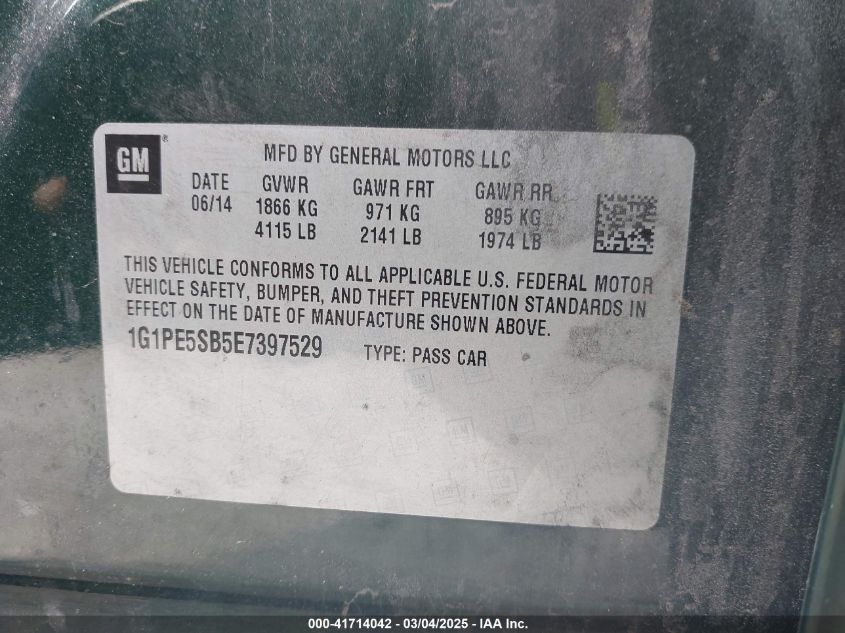 GM ®
MFD BY GENERAL MOTORS LLC
DATE GVWR GAWR FRT GAWR RR
06/14 1866 KG 971 KG 895 KG
4115 LB 2141 LB 1974 LB
THIS VEHICLE CONFORMS TO ALL APPLICABLE U.S. FEDERAL MOTOR
VEHICLE SAFETY, BUMPER, AND THEFT PREVENTION STANDARDS IN
EFFECT ON THE DATE OF MANUFACTURE SHOWN ABOVE.
1G1PE5SB5E7397529 TYPE: PASS CAR
000-41714042 — 03/04/2025 — IAA Inc.